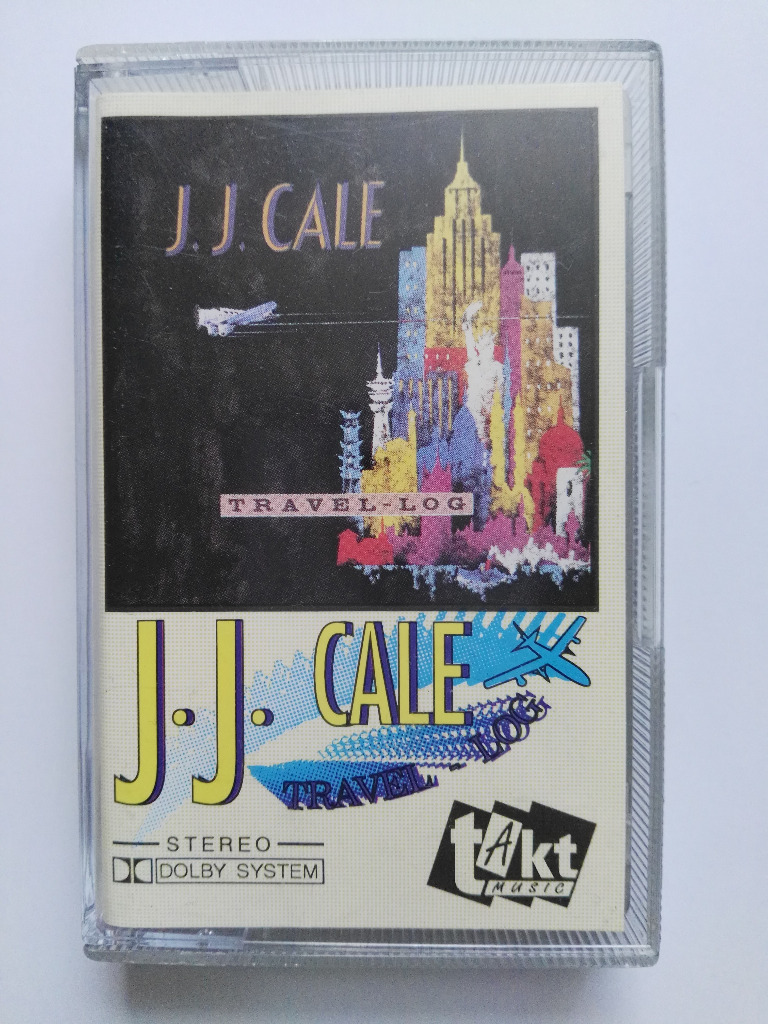 J. J. CALE
TRAVEL-LOG
J.J. CALE
TRAVEL - LOG
STEREO
DOLBY SYSTEM
takt
MUSIC